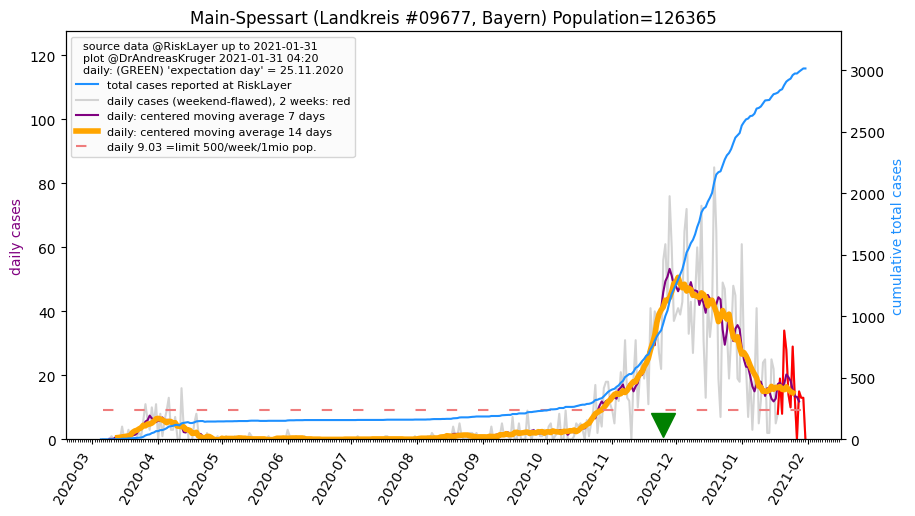 Main-Spessart (Landkreis #09677, Bayern) Population=126365
source data @RiskLayer up to 2021-01-31
plot @DrAndreasKruger 2021-01-31 04:20
daily: (GREEN) 'expectation day' = 25.11.2020
total cases reported at RiskLayer
daily cases (weekend-flawed), 2 weeks: red
daily: centered moving average 7 days
daily: centered moving average 14 days
daily 9.03 =limit 500/week/1mio pop.
daily cases
120
100
80
60
40
20
0
cumulative total cases
3000
2500
2000
1500
1000
500
0
2020-03
2020-04
2020-05
2020-06
2020-07
2020-08
2020-09
2020-10
2020-11
2020-12
2021-01
2021-02